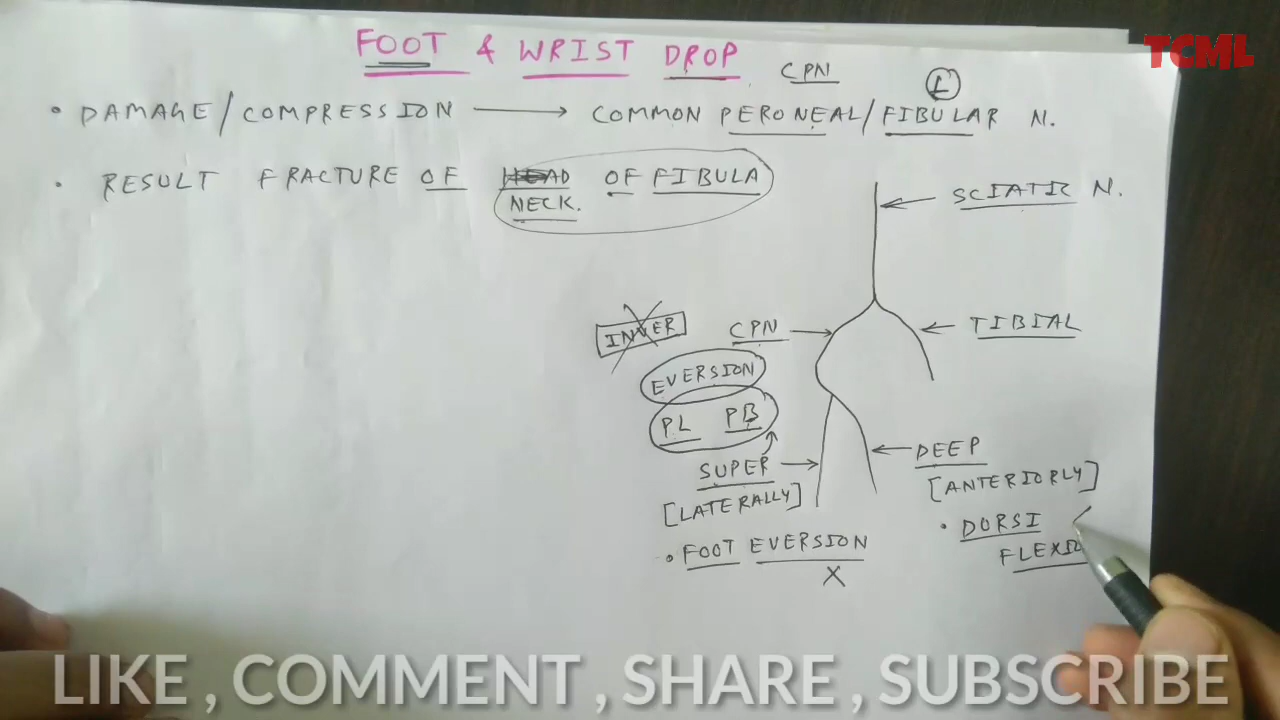 FOOT & WRIST DROP
TCML
CPN
L
• DAMAGE/COMPRESSION → COMMON PERONEAL/FIBULAR N.
• RESULT FRACTURE OF HEAD OF FIBULA
NECK.
← SCIATIC N.
INVER
CPN →
← TIBIAL
EVERSION
PL PB
SUPER →
← DEEP
[LATERALLY]
[ANTERIORLY]
• FOOT EVERSION
X
• DORSI
FLEXIO
LIKE , COMMENT , SHARE , SUBSCRIBE